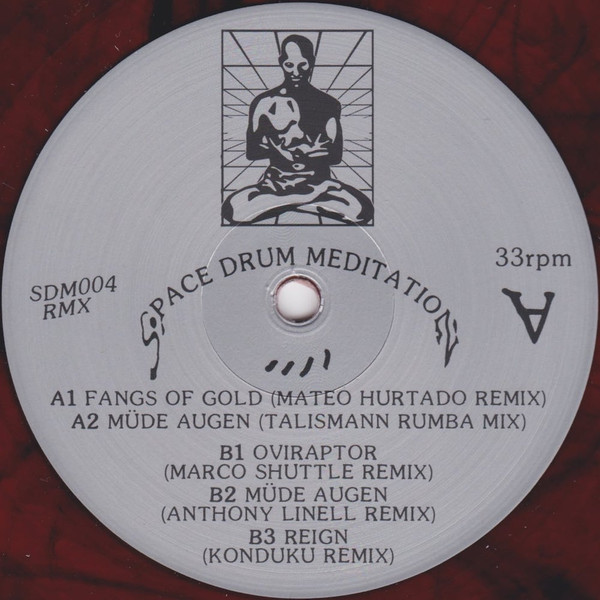 SPACE DRUM MEDITATION
33rpm
SDM004
RMX
A
A1 FANGS OF GOLD (MATEO HURTADO REMIX)
A2 MÜDE AUGEN (TALISMANN RUMBA MIX)
B1 OVIRAPTOR
(MARCO SHUTTLE REMIX)
B2 MÜDE AUGEN
(ANTHONY LINELL REMIX)
B3 REIGN
(KONDUKU REMIX)